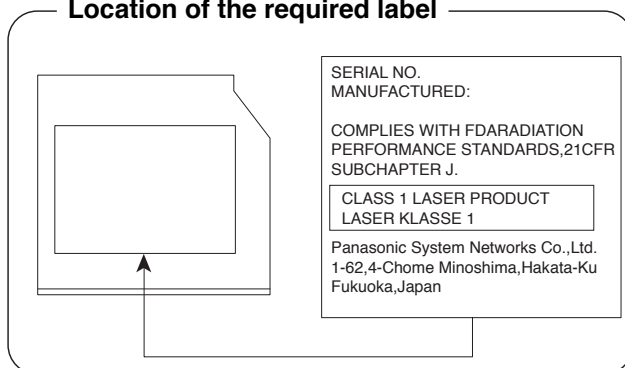 Location of the required label
SERIAL NO.
MANUFACTURED:
COMPLIES WITH FDARADIATION
PERFORMANCE STANDARDS,21CFR
SUBCHAPTER J.
CLASS 1 LASER PRODUCT
LASER KLASSE 1
Panasonic System Networks Co.,Ltd.
1-62,4-Chome Minoshima,Hakata-Ku
Fukuoka,Japan